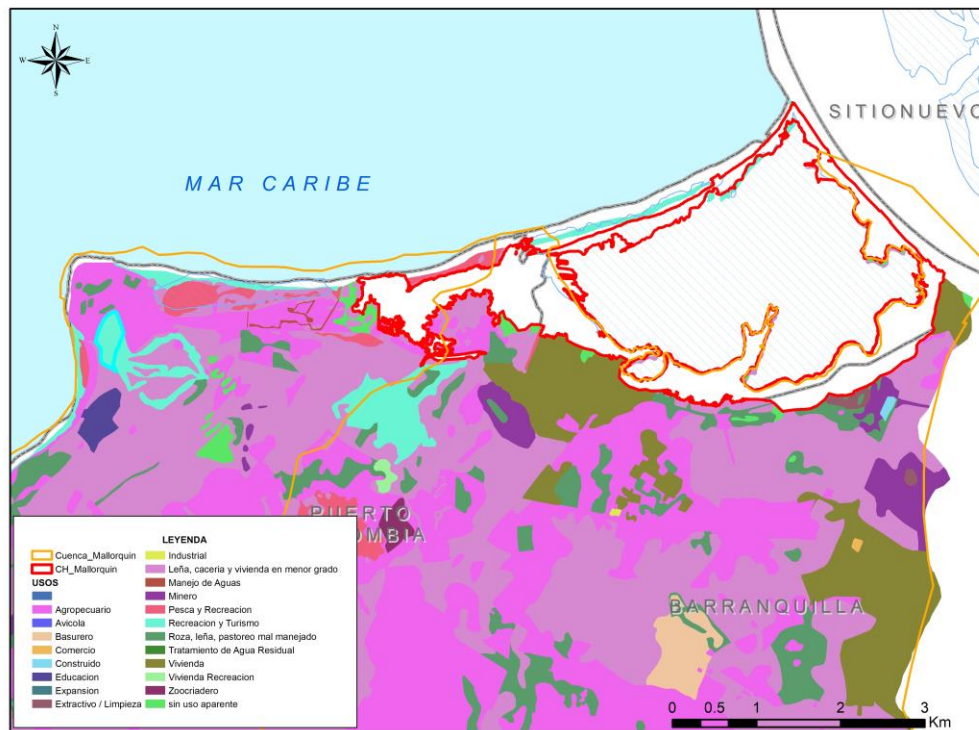 N
W E
S
SITIONUEVO
MAR CARIBE
PUERTO
BARRANQUILLA
LEYENDA
Cuenca_Mallorquin
CH_Mallorquin
USOS
Agropecuario
Avicola
Basurero
Comercio
Construido
Educacion
Expansion
Extractivo / Limpieza
Industrial
Leña, caceria y vivienda en menor grado
Manejo de Aguas
Minero
Pesca y Recreacion
Recreacion y Turismo
Roza, leña, pastoreo mal manejado
Tratamiento de Agua Residual
Vivienda
Vivienda Recreacion
Zoocriadero
sin uso aparente
0 0.5 1 2 3
Km